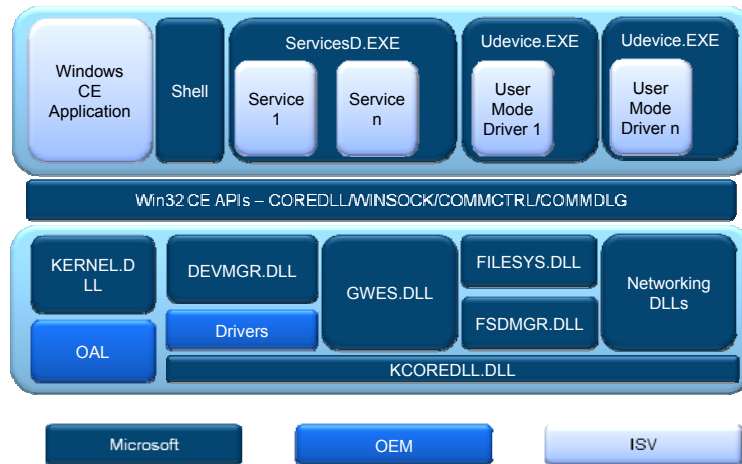 Windows
CE
Application
Shell
ServicesD.EXE
Service
1
Service
n
Udevice.EXE
User
Mode
Driver 1
Udevice.EXE
User
Mode
Driver n
Win32 CE APIs – COREDLL/WINSOCK/COMMCTRL/COMMDLG
KERNEL.D
LL
OAL
DEVMGR.DLL
Drivers
GWES.DLL
FILESYS.DLL
FSDMGR.DLL
Networking
DLLs
KCOREDLL.DLL
Microsoft
OEM
ISV